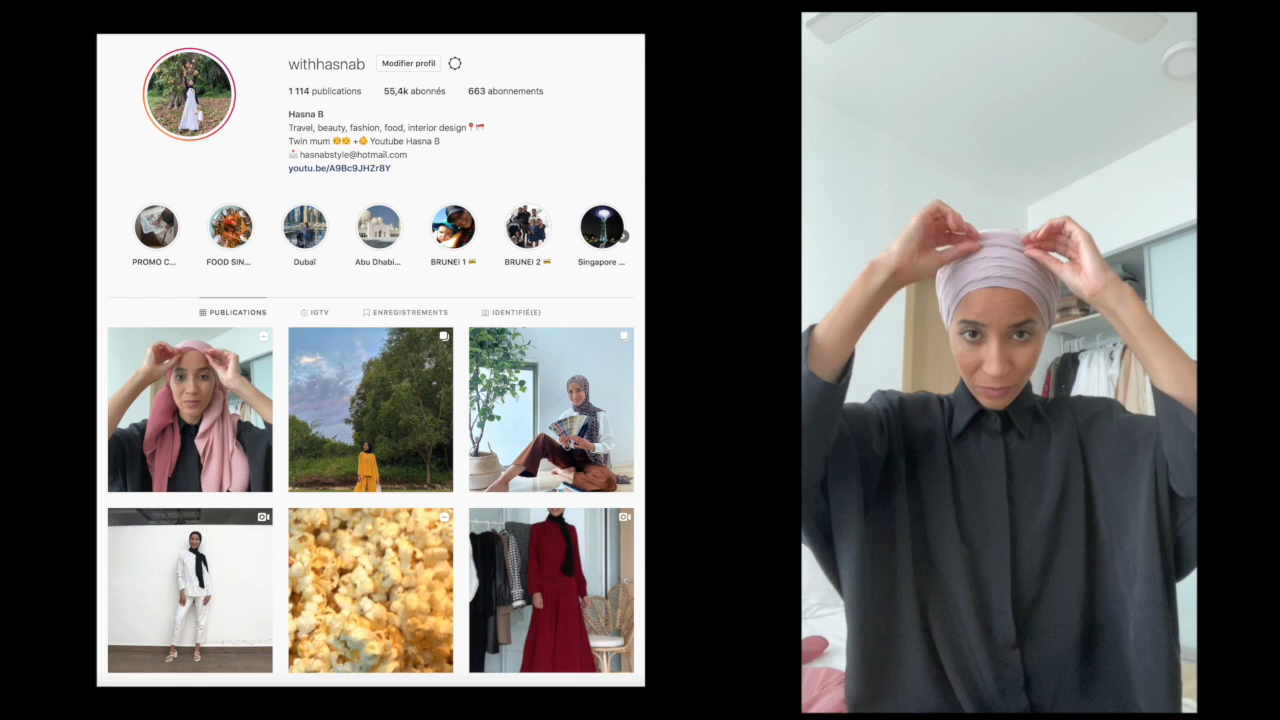 withhasnab Modifier profil
1 114 publications 55,4k abonnés 663 abonnements
Hasna B
Travel, beauty, fashion, food, interior design
Twin mum + Youtube Hasna B
hasnabstyle@hotmail.com
youtu.be/A9Bc9JHZr8Y
PROMO C... FOOD SIN... Dubaï Abu Dhabi... BRUNEI 1 BRUNEI 2 Singapore ...
PUBLICATIONS IGTV ENREGISTREMENTS IDENTIFIÉ(E)